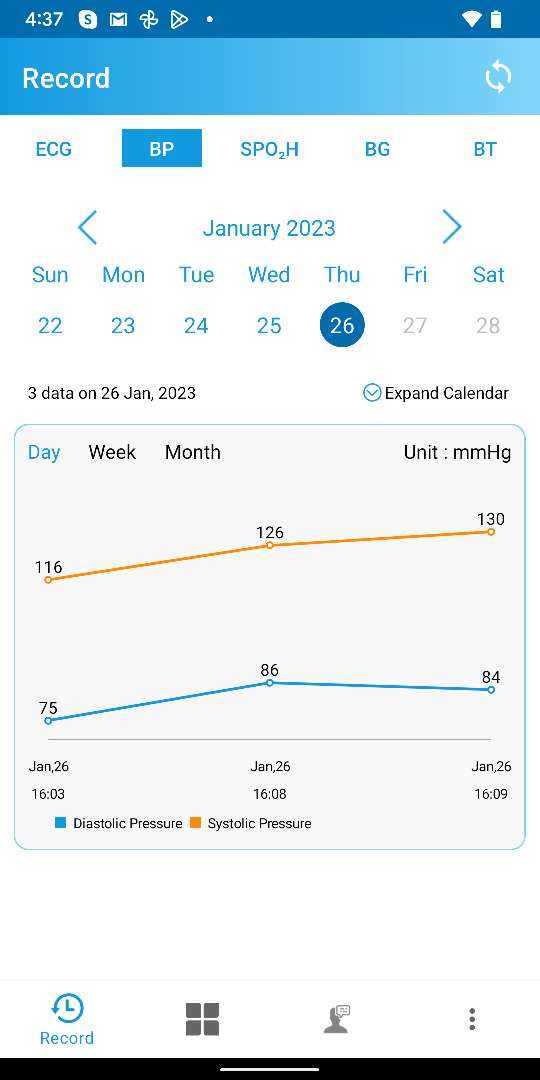 4:37
Record
ECG BP SPO₂H BG BT
January 2023
Sun Mon Tue Wed Thu Fri Sat
22 23 24 25 26 27 28
3 data on 26 Jan, 2023 Expand Calendar
Day Week Month Unit : mmHg
130
126
116
86
84
75
Jan,26 Jan,26 Jan,26
16:03 16:08 16:09
Diastolic Pressure Systolic Pressure
Record